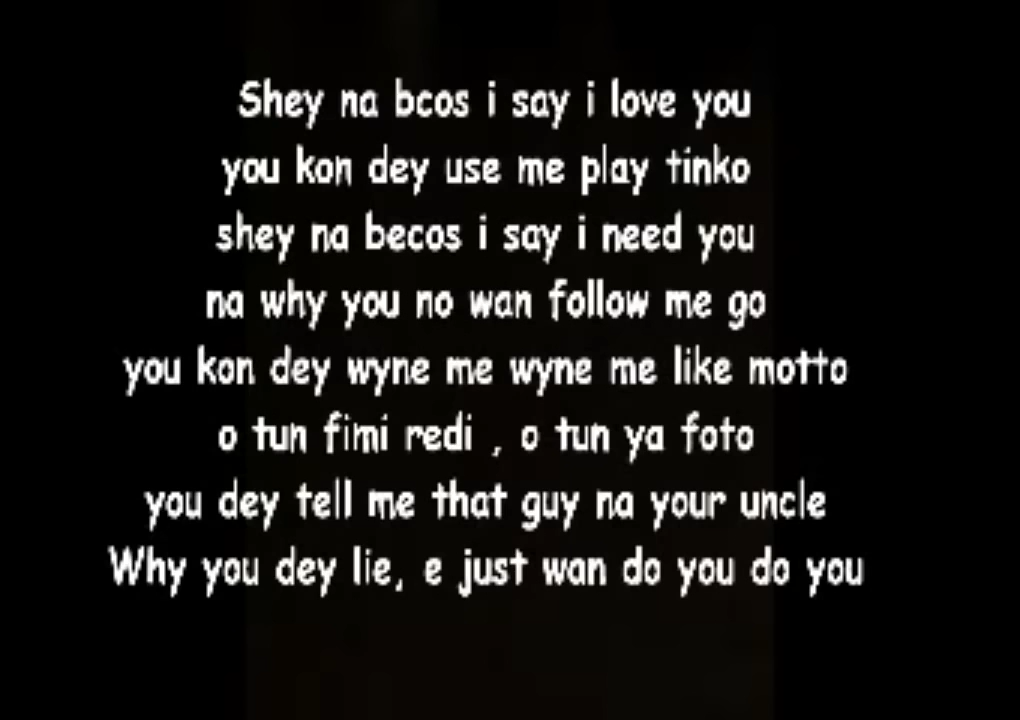 Shey na bcos i say i love you
you kon dey use me play tinko
shey na becos i say i need you
na why you no wan follow me go
you kon dey wyne me wyne me like motto
o tun fimi redi , o tun ya foto
you dey tell me that guy na your uncle
Why you dey lie, e just wan do you do you